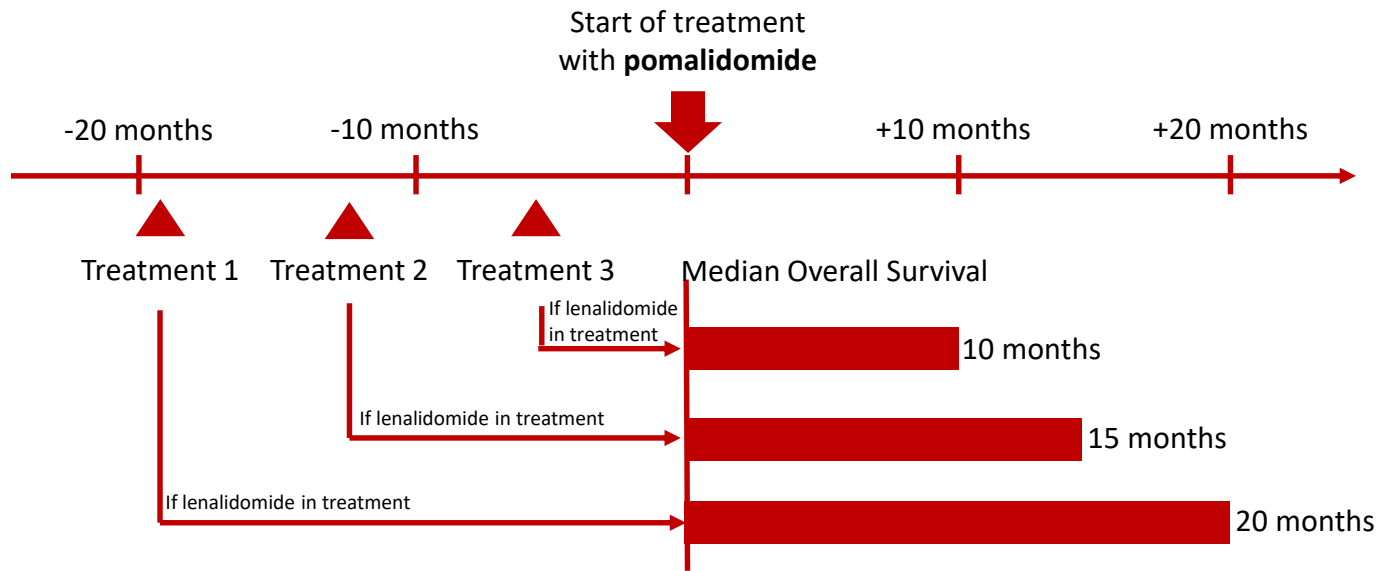 Start of treatment
with pomalidomide
-20 months
-10 months
+10 months
+20 months
Treatment 1
Treatment 2
Treatment 3
Median Overall Survival
If lenalidomide
in treatment
10 months
If lenalidomide in treatment
15 months
If lenalidomide in treatment
20 months